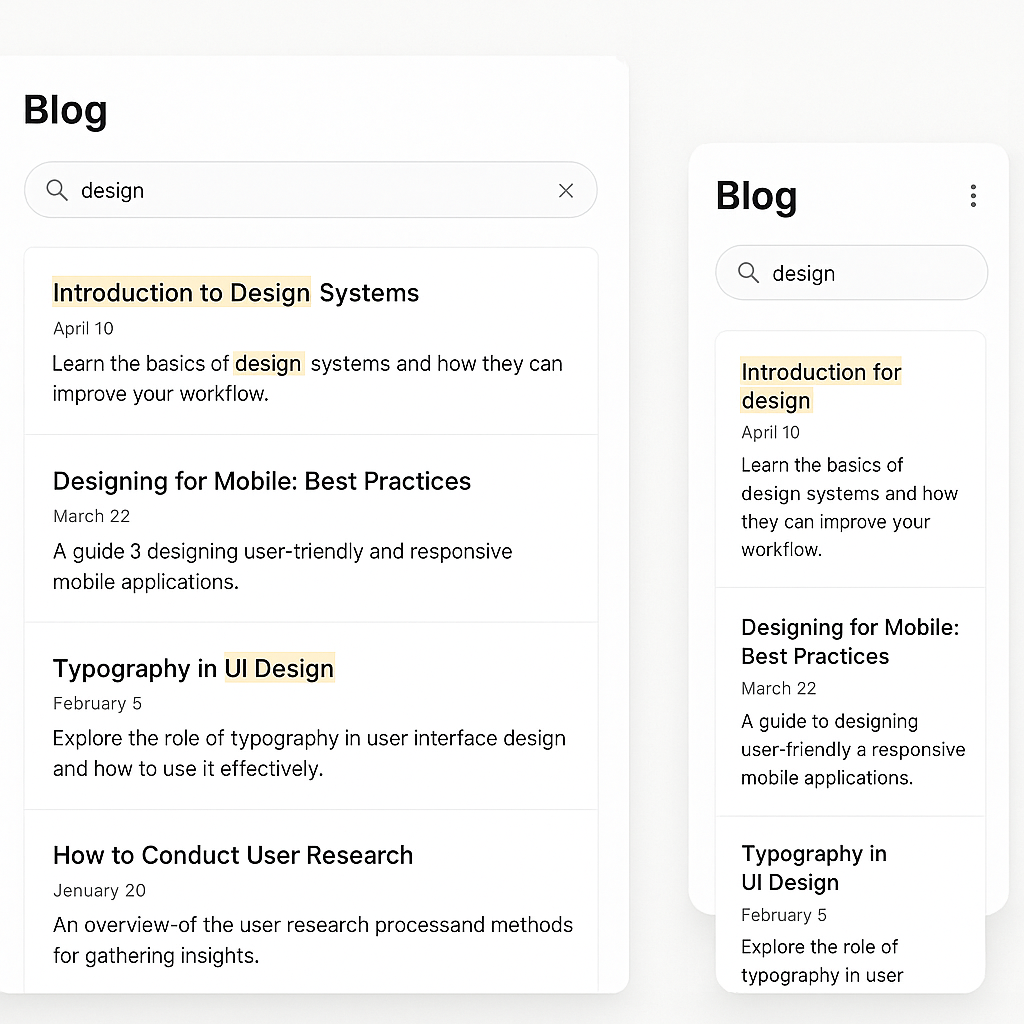 Blog
design
Introduction to Design Systems
April 10
Learn the basics of design systems and how they can
improve your workflow.
Designing for Mobile: Best Practices
March 22
A guide 3 designing user-friendly and responsive
mobile applications.
Typography in UI Design
February 5
Explore the role of typography in user interface design
and how to use it effectively.
How to Conduct User Research
Jenuary 20
An overview-of the user research processand methods
for gathering insights.
Blog
design
Introduction for
design
April 10
Learn the basics of
design systems and how
they can improve your
workflow.
Designing for Mobile:
Best Practices
March 22
A guide to designing
user-friendly a responsive
mobile applications.
Typography in
UI Design
February 5
Explore the role of
typography in user